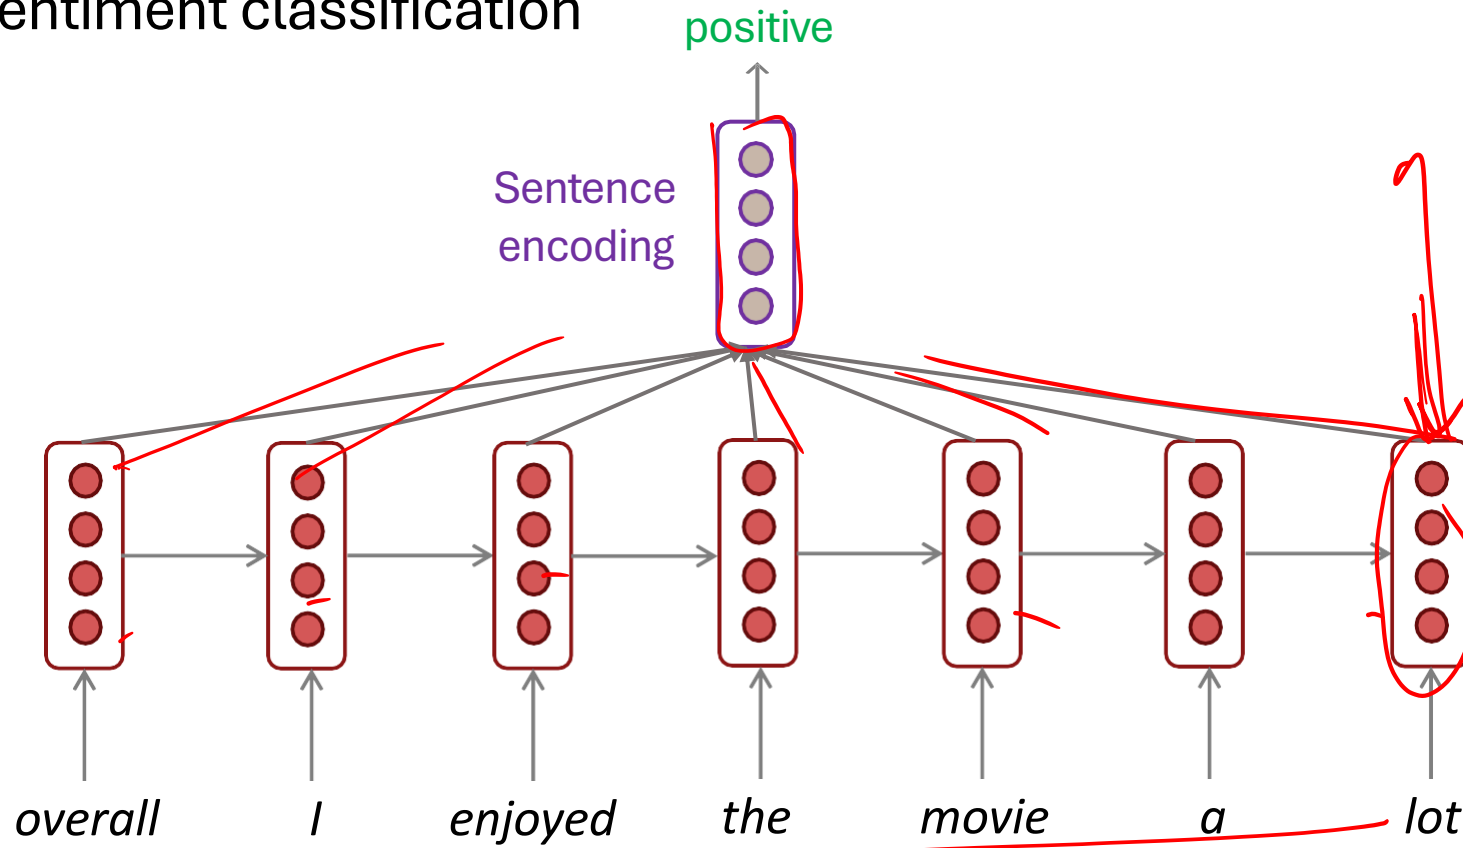 entiment classification
positive
Sentence
encoding
overall I enjoyed the movie a lot